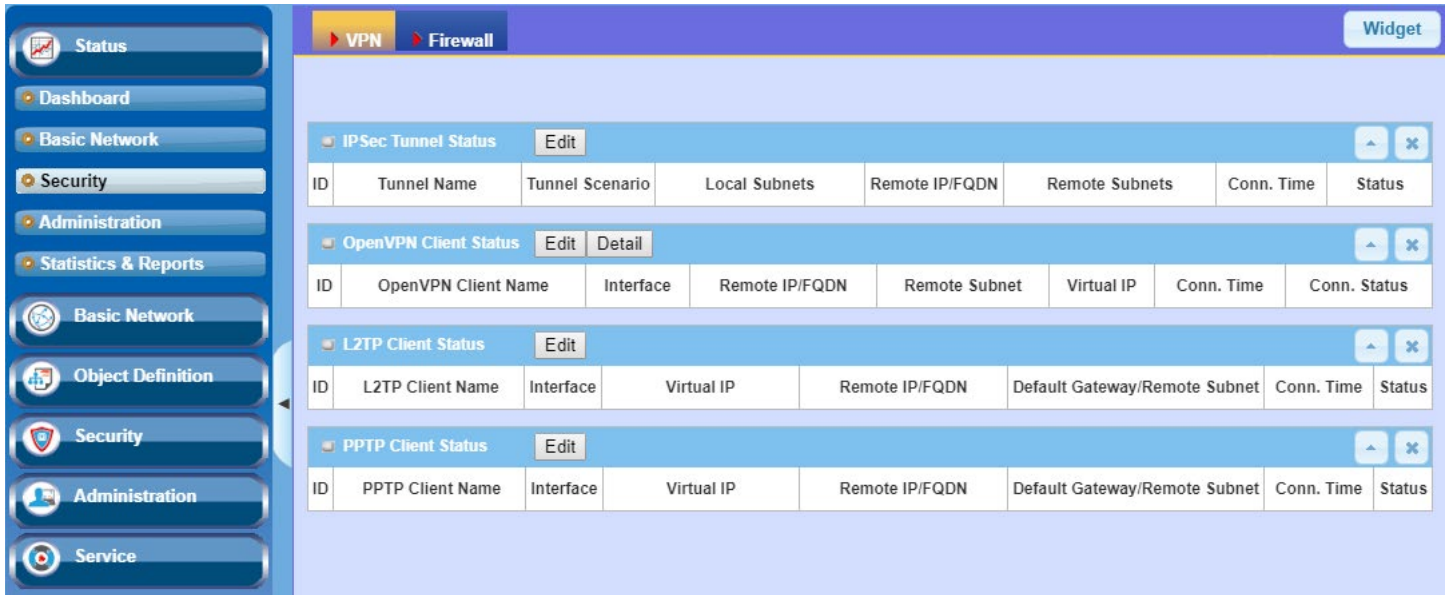 Status
Dashboard
Basic Network
Security
Administration
Statistics & Reports
Basic Network
Object Definition
Security
Administration
Service
VPN Firewall Widget
IPSec Tunnel Status Edit
ID Tunnel Name Tunnel Scenario Local Subnets Remote IP/FQDN Remote Subnets Conn. Time Status
OpenVPN Client Status Edit Detail
ID OpenVPN Client Name Interface Remote IP/FQDN Remote Subnet Virtual IP Conn. Time Conn. Status
L2TP Client Status Edit
ID L2TP Client Name Interface Virtual IP Remote IP/FQDN Default Gateway/Remote Subnet Conn. Time Status
PPTP Client Status Edit
ID PPTP Client Name Interface Virtual IP Remote IP/FQDN Default Gateway/Remote Subnet Conn. Time Status